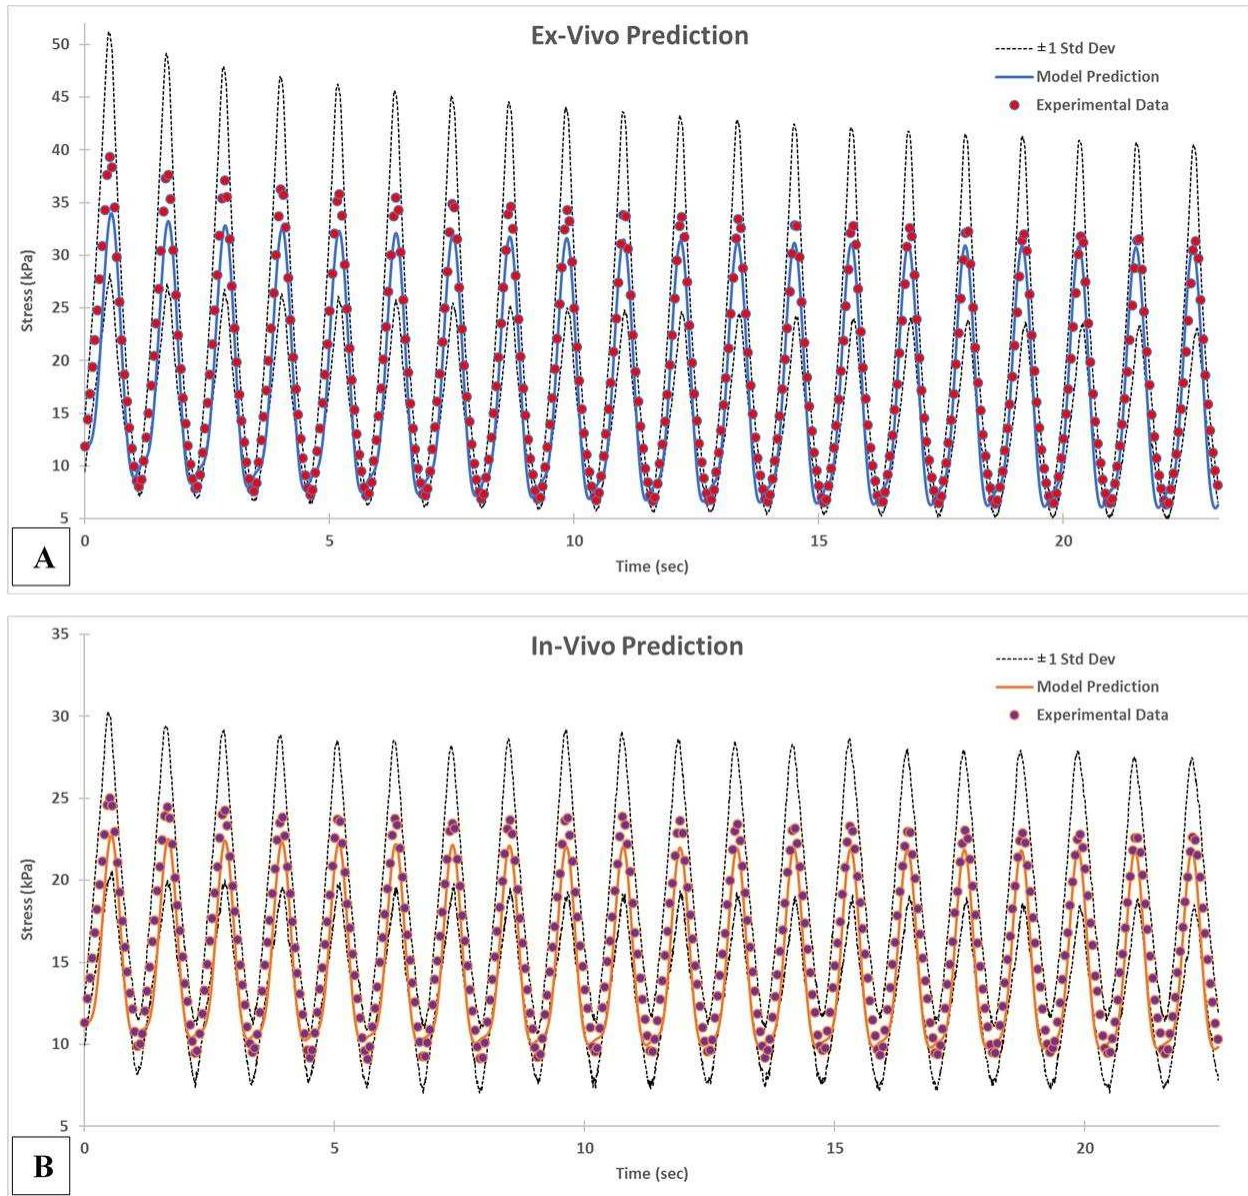 Ex-Vivo Prediction
±1 Std Dev
Model Prediction
Experimental Data
50
45
40
35
30
25
20
15
10
5
Stress (kPa)
0 5 10 15 20
Time (sec)
A
In-Vivo Prediction
±1 Std Dev
Model Prediction
Experimental Data
35
30
25
20
15
10
5
Stress (kPa)
0 5 10 15 20
Time (sec)
B